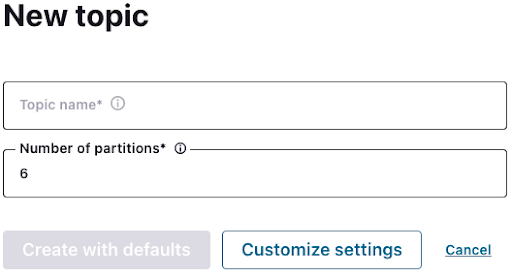 New topic
Topic name*
Number of partitions*
6
Create with defaults Customize settings Cancel